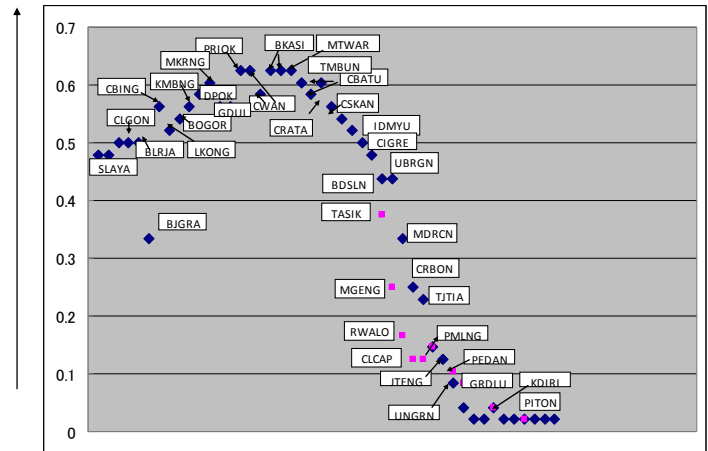 0.7
PRIOK BKASI MTWAR
MKRNG TMBUN
0.6 KMBNG CBATU
CBING DPOK CWAN CSKAN
CLGON GDJUL
BOGOR CRATA IDMYU
0.5 CIGRE
BLRJA LKONG
SLAYA UBRGN
BDSLN
0.4
TASIK
BJGRA MDRCN
0.3
CRBON
MGENG TJTIA
0.2
RWALO PMLNG
CLCAP PEDAN
0.1 JTENG GRDLU KDIRI
UNGRN PITON
0